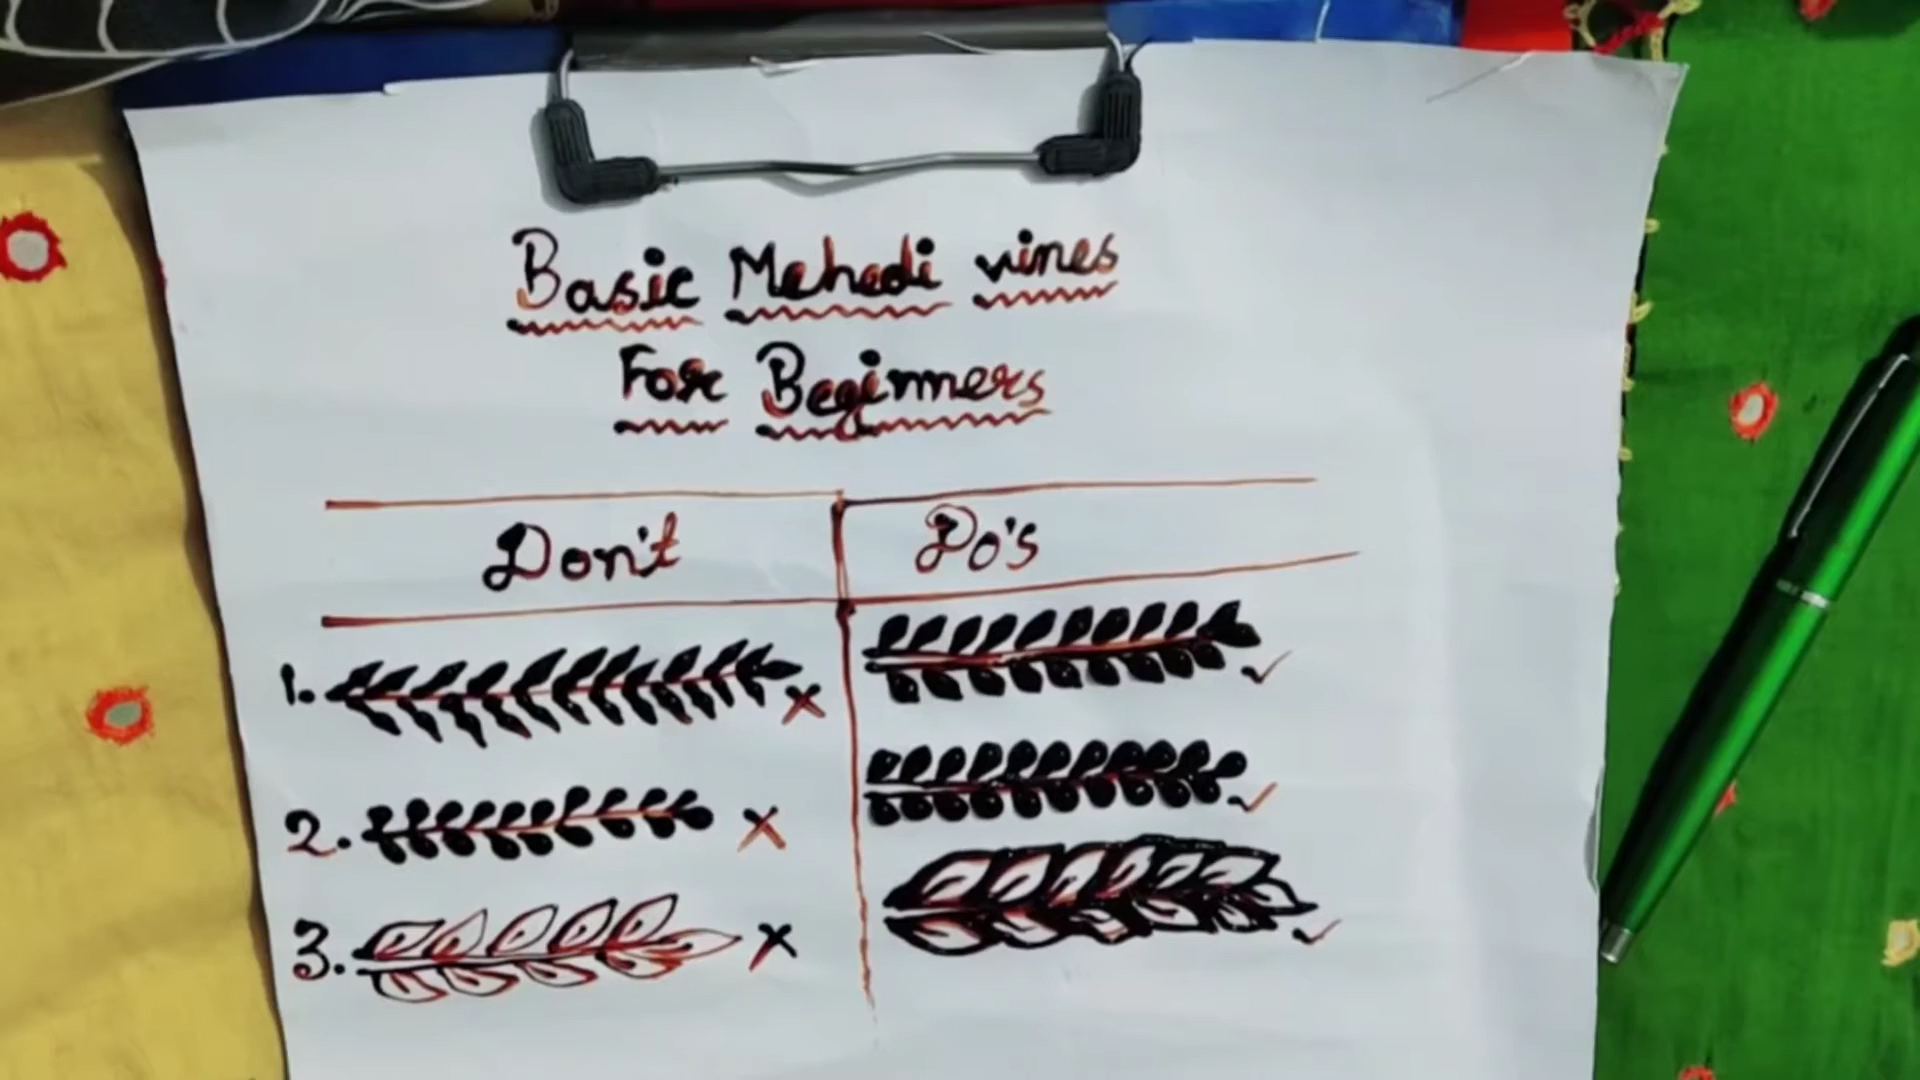 Basic Mehedi vines
For Beginners
Don't Do's
1.
2.
3.